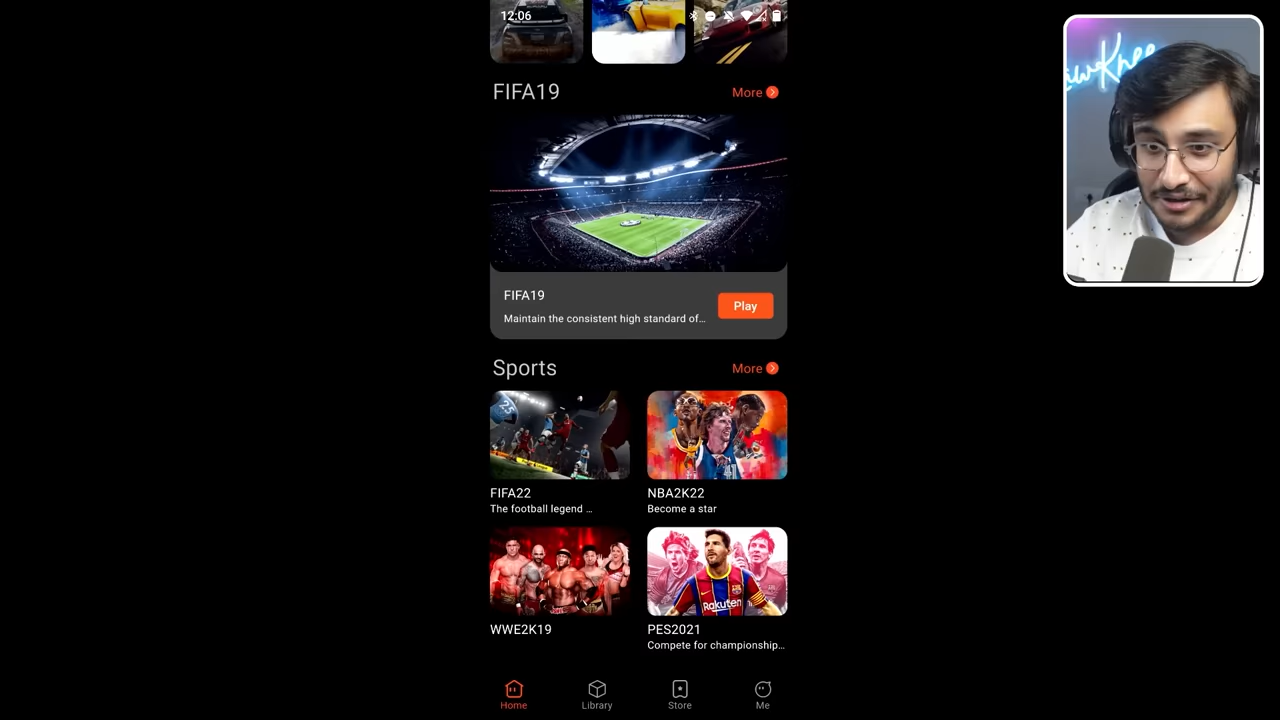 12:06
FIFA19
More
FIFA19
Maintain the consistent high standard of…
Play
Sports
More
FIFA22
The football legend …
NBA2K22
Become a star
WWE2K19
PES2021
Compete for championship…
Rakuten
Home
Library
Store
Me